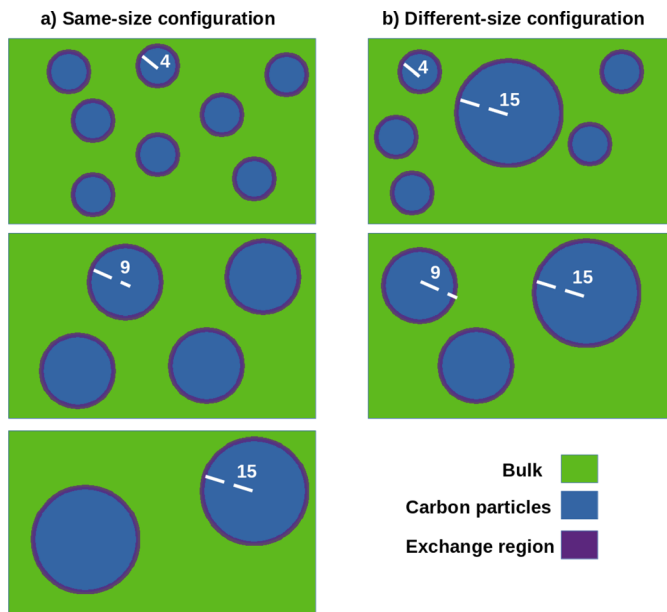 a) Same-size configuration
b) Different-size configuration
4
4
15
9
9
15
15
Bulk
Carbon particles
Exchange region